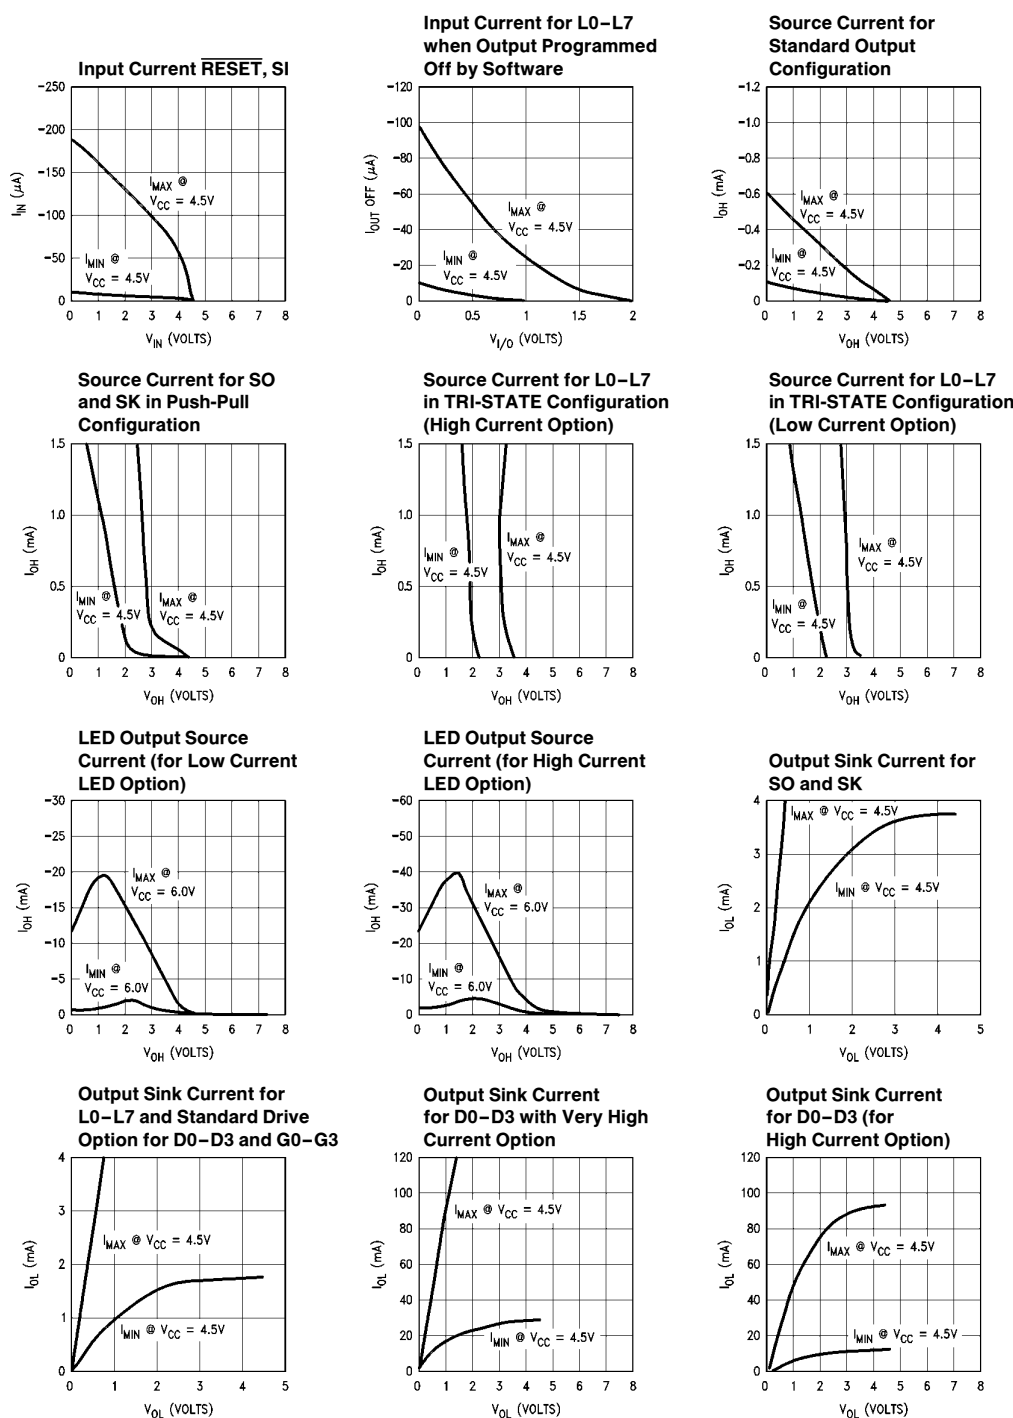 Input Current RESET, SI
-250
-200
-150
-100
-50
0
I_IN (μA)
I_MAX @
V_CC = 4.5V
I_MIN @
V_CC = 4.5V
0 1 2 3 4 5 6 7 8
V_IN (VOLTS)
Input Current for L0–L7
when Output Programmed
Off by Software
-120
-100
-80
-60
-40
-20
0
I_OUT OFF (μA)
I_MAX @
V_CC = 4.5V
I_MIN @
V_CC = 4.5V
0 0.5 1 1.5 2
V_I/O (VOLTS)
Source Current for
Standard Output
Configuration
-1.2
-1.0
-0.8
-0.6
-0.4
-0.2
0
I_OH (mA)
I_MAX @
V_CC = 4.5V
I_MIN @
V_CC = 4.5V
0 1 2 3 4 5 6 7 8
V_OH (VOLTS)
Source Current for SO
and SK in Push-Pull
Configuration
1.5
1.0
0.5
0
I_OH (mA)
I_MIN @
V_CC = 4.5V
I_MAX @
V_CC = 4.5V
0 1 2 3 4 5 6 7 8
V_OH (VOLTS)
Source Current for L0–L7
in TRI-STATE Configuration
(High Current Option)
1.5
1.0
0.5
0
I_OH (mA)
I_MIN @
V_CC = 4.5V
I_MAX @
V_CC = 4.5V
0 1 2 3 4 5 6 7 8
V_OH (VOLTS)
Source Current for L0–L7
in TRI-STATE Configuration
(Low Current Option)
1.5
1.0
0.5
0
I_OH (mA)
I_MAX @
V_CC = 4.5V
I_MIN @
V_CC = 4.5V
0 1 2 3 4 5 6 7 8
V_OH (VOLTS)
LED Output Source
Current (for Low Current
LED Option)
-30
-25
-20
-15
-10
-5
0
I_OH (mA)
I_MAX @
V_CC = 6.0V
I_MIN @
V_CC = 6.0V
0 1 2 3 4 5 6 7 8
V_OH (VOLTS)
LED Output Source
Current (for High Current
LED Option)
-60
-50
-40
-30
-20
-10
0
I_OH (mA)
I_MAX @
V_CC = 6.0V
I_MIN @
V_CC = 6.0V
0 1 2 3 4 5 6 7 8
V_OH (VOLTS)
Output Sink Current for
SO and SK
4
3
2
1
0
I_OL (mA)
I_MAX @ V_CC = 4.5V
I_MIN @ V_CC = 4.5V
0 1 2 3 4 5
V_OL (VOLTS)
Output Sink Current for
L0–L7 and Standard Drive
Option for D0–D3 and G0–G3
4
3
2
1
0
I_OL (mA)
I_MAX @ V_CC = 4.5V
I_MIN @ V_CC = 4.5V
0 1 2 3 4 5
V_OL (VOLTS)
Output Sink Current
for D0–D3 with Very High
Current Option
120
100
80
60
40
20
0
I_OL (mA)
I_MAX @ V_CC = 4.5V
I_MIN @ V_CC = 4.5V
0 1 2 3 4 5 6 7 8
V_OL (VOLTS)
Output Sink Current
for D0–D3 (for
High Current Option)
120
100
80
60
40
20
0
I_OL (mA)
I_MAX @ V_CC = 4.5V
I_MIN @ V_CC = 4.5V
0 1 2 3 4 5 6 7 8
V_OL (VOLTS)